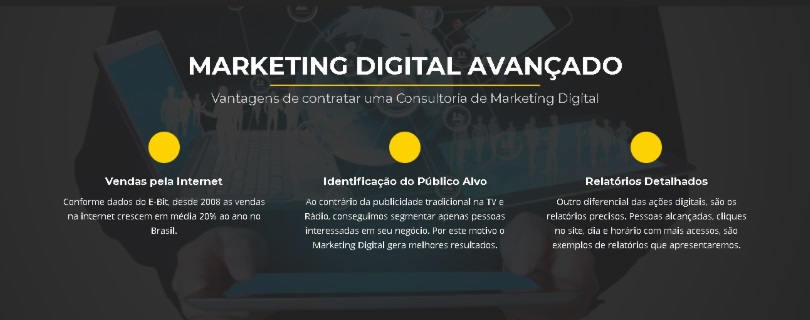 MARKETING DIGITAL AVANÇADO
Vantagens de contratar uma Consultoria de Marketing Digital
Vendas pela Internet
Conforme dados do E-Bit, desde 2008 as vendas
na internet crescem em média 20% ao ano no
Brasil.
Identificação do Público Alvo
Ao contrário da publicidade tradicional na TV e
Rádio, conseguimos segmentar apenas pessoas
interessadas em seu negócio. Por este motivo o
Marketing Digital gera melhores resultados.
Relatórios Detalhados
Outro diferencial das ações digitais, são os
relatórios precisos. Pessoas alcançadas, cliques
no site, dia e horário com mais acessos, são
exemplos de relatórios que apresentaremos.